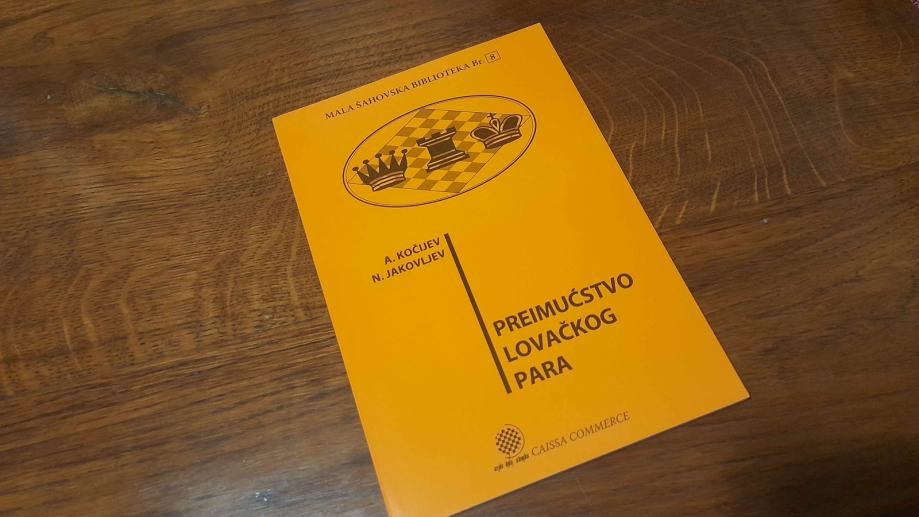 MALA ŠAHOVSKA BIBLIOTEKA Br. 8
A. KOČIJEV
N. JAKOVLJEV
PREIMUĆSTVO
LOVAČKOG
PARA
CAISSA COMMERCE